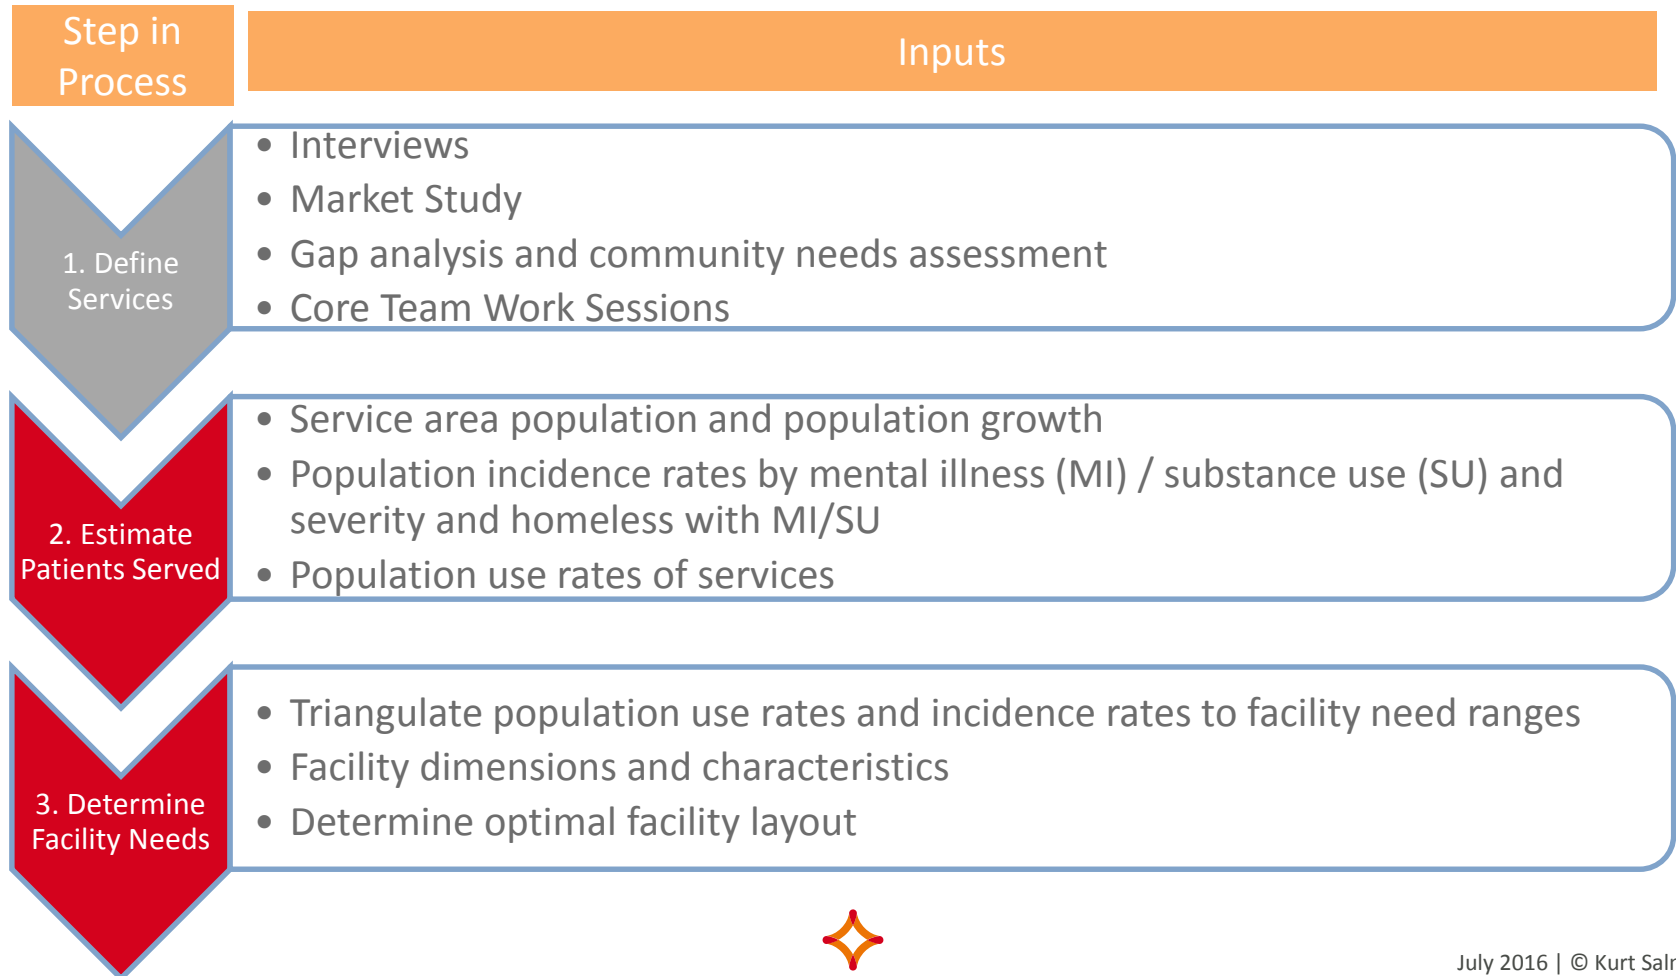 Step in
Process
Inputs
1. Define
Services
• Interviews
• Market Study
• Gap analysis and community needs assessment
• Core Team Work Sessions
2. Estimate
Patients Served
• Service area population and population growth
• Population incidence rates by mental illness (MI) / substance use (SU) and
severity and homeless with MI/SU
• Population use rates of services
3. Determine
Facility Needs
• Triangulate population use rates and incidence rates to facility need ranges
• Facility dimensions and characteristics
• Determine optimal facility layout
July 2016 | © Kurt